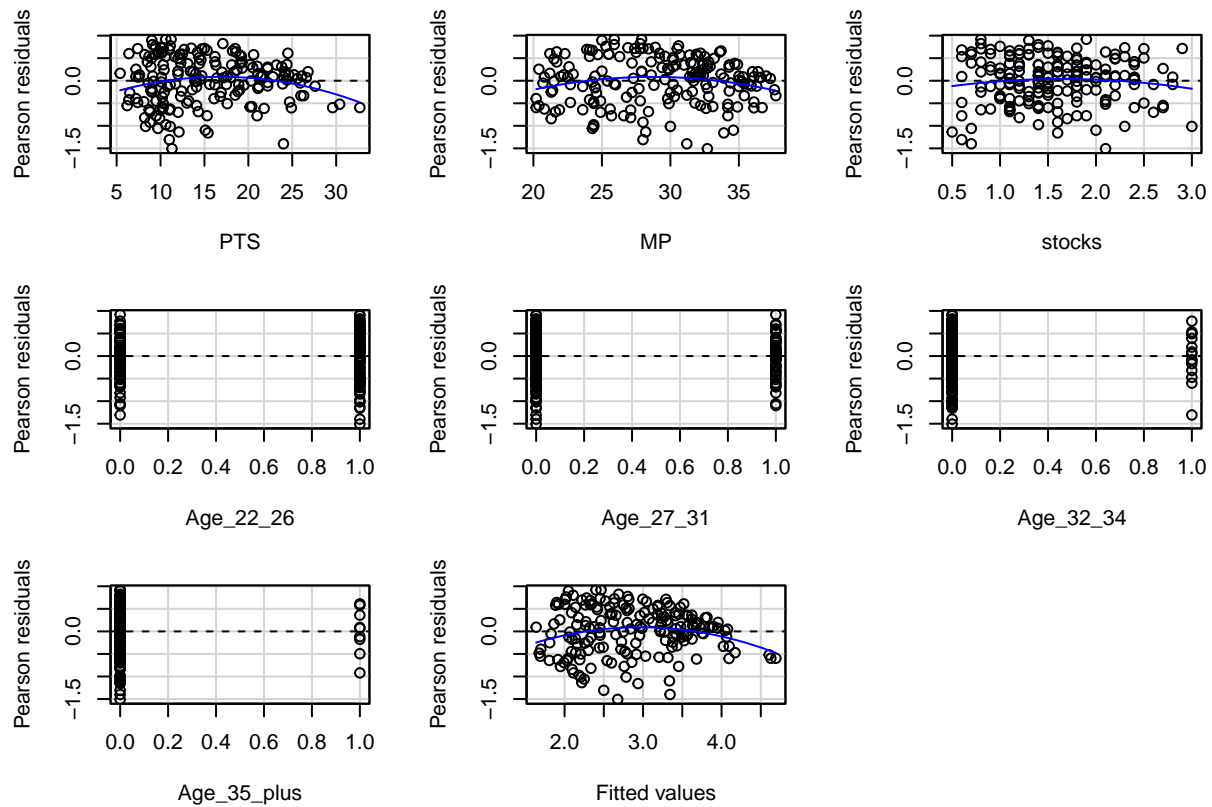 Pearson residuals
0.0
−1.5
5 10 15 20 25 30
PTS
Pearson residuals
0.0
−1.5
20 25 30 35
MP
Pearson residuals
0.0
−1.5
0.5 1.0 1.5 2.0 2.5 3.0
stocks
Pearson residuals
0.0
−1.5
0.0 0.2 0.4 0.6 0.8 1.0
Age_22_26
Pearson residuals
0.0
−1.5
0.0 0.2 0.4 0.6 0.8 1.0
Age_27_31
Pearson residuals
0.0
−1.5
0.0 0.2 0.4 0.6 0.8 1.0
Age_32_34
Pearson residuals
0.0
−1.5
0.0 0.2 0.4 0.6 0.8 1.0
Age_35_plus
Pearson residuals
0.0
−1.5
2.0 3.0 4.0
Fitted values